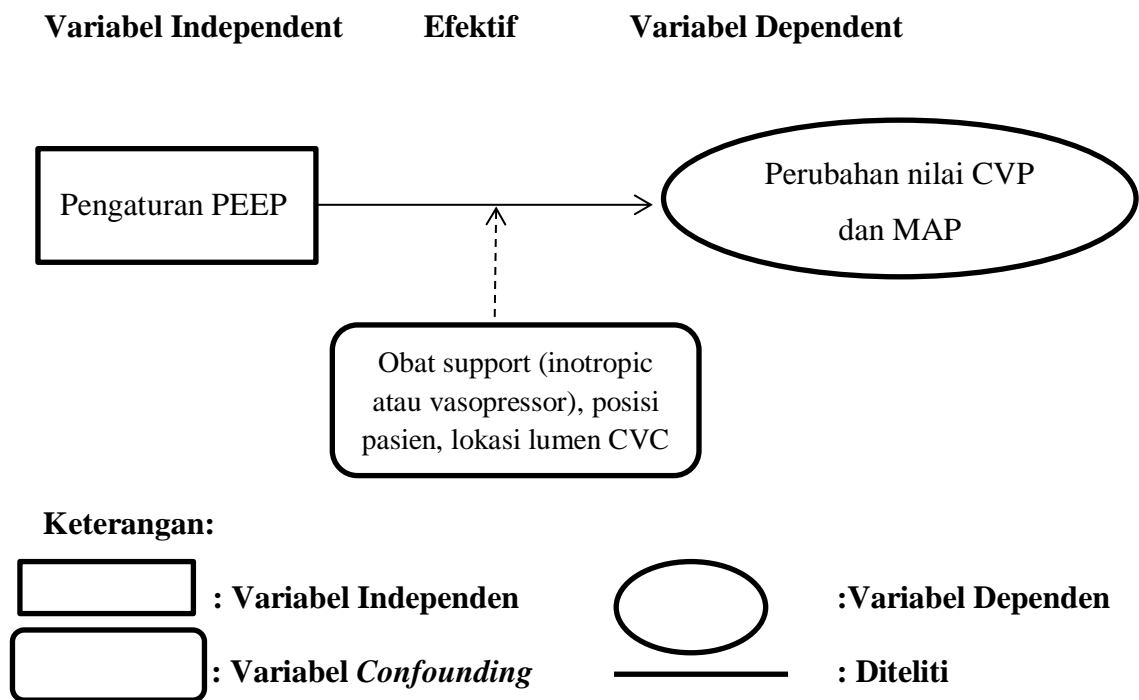 Variabel Independent Efektif Variabel Dependent
Pengaturan PEEP
Perubahan nilai CVP
dan MAP
Obat support (inotropic
atau vasopressor), posisi
pasien, lokasi lumen CVC
Keterangan:
: Variabel Independen :Variabel Dependen
: Variabel Confounding : Diteliti